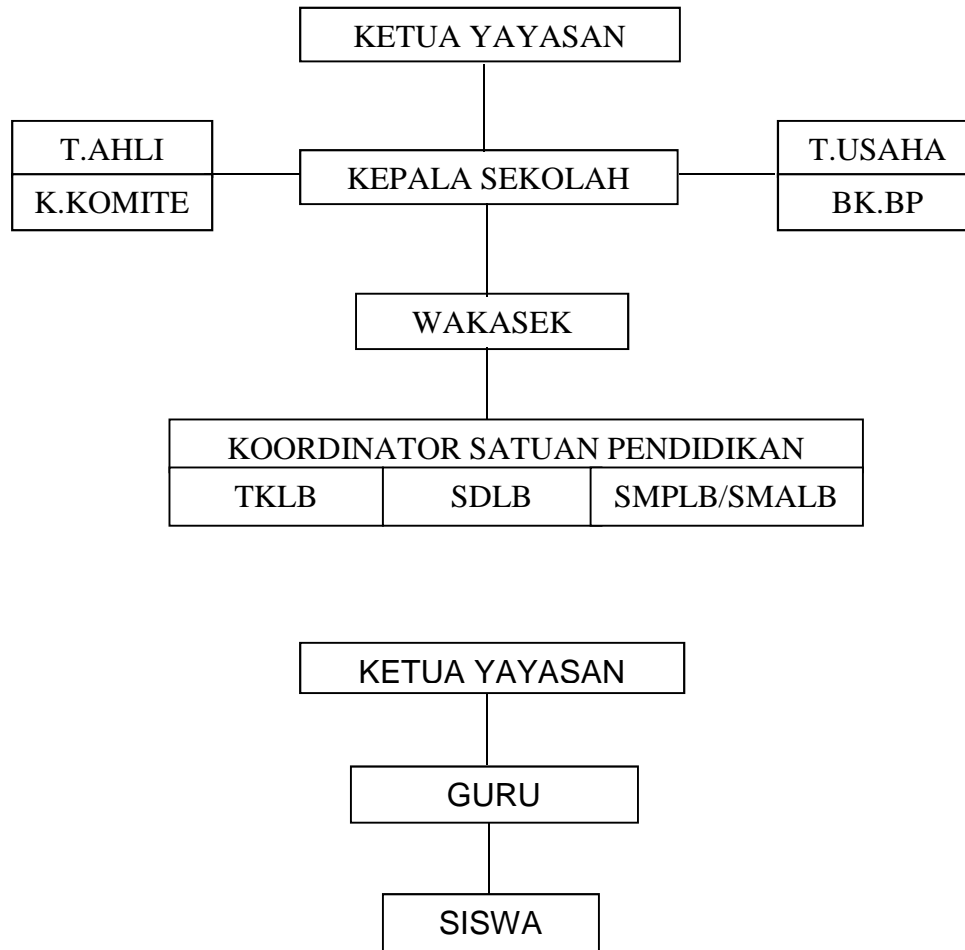 KETUA YAYASAN
T.AHLI
K.KOMITE
KEPALA SEKOLAH
T.USAHA
BK.BP
WAKASEK
KOORDINATOR SATUAN PENDIDIKAN
TKLB
SDLB
SMPLB/SMALB
KETUA YAYASAN
GURU
SISWA